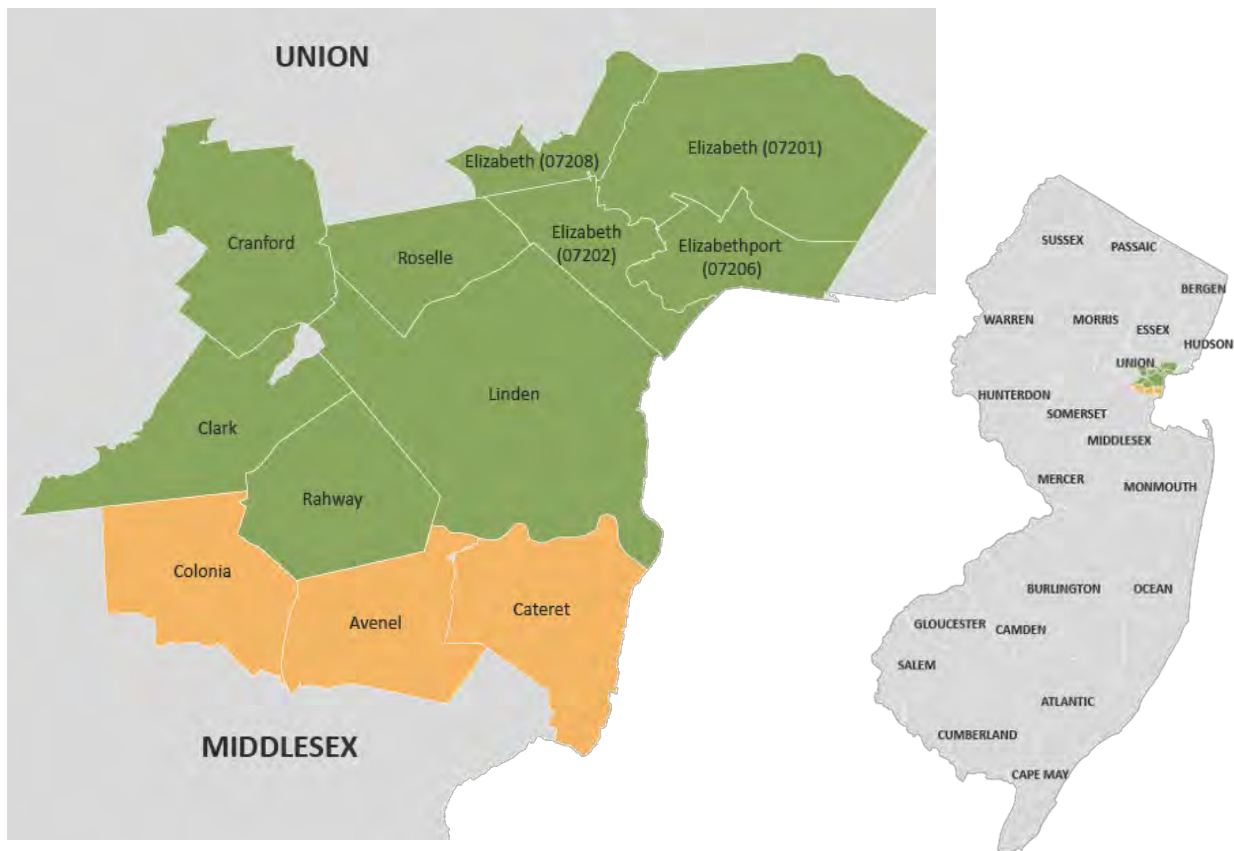 UNION
Elizabeth (07208)
Elizabeth (07201)
Cranford
Roselle
Elizabeth
(07202)
Elizabethport
(07206)
Linden
Clark
Rahway
Colonia
Avenel
Cateret
MIDDLESEX
SUSSEX
PASSAIC
BERGEN
WARREN
MORRIS
ESSEX
HUDSON
UNION
HUNTERDON
SOMERSET
MIDDLESEX
MERCER
MONMOUTH
BURLINGTON
OCEAN
GLOUCESTER
CAMDEN
SALEM
ATLANTIC
CUMBERLAND
CAPE MAY